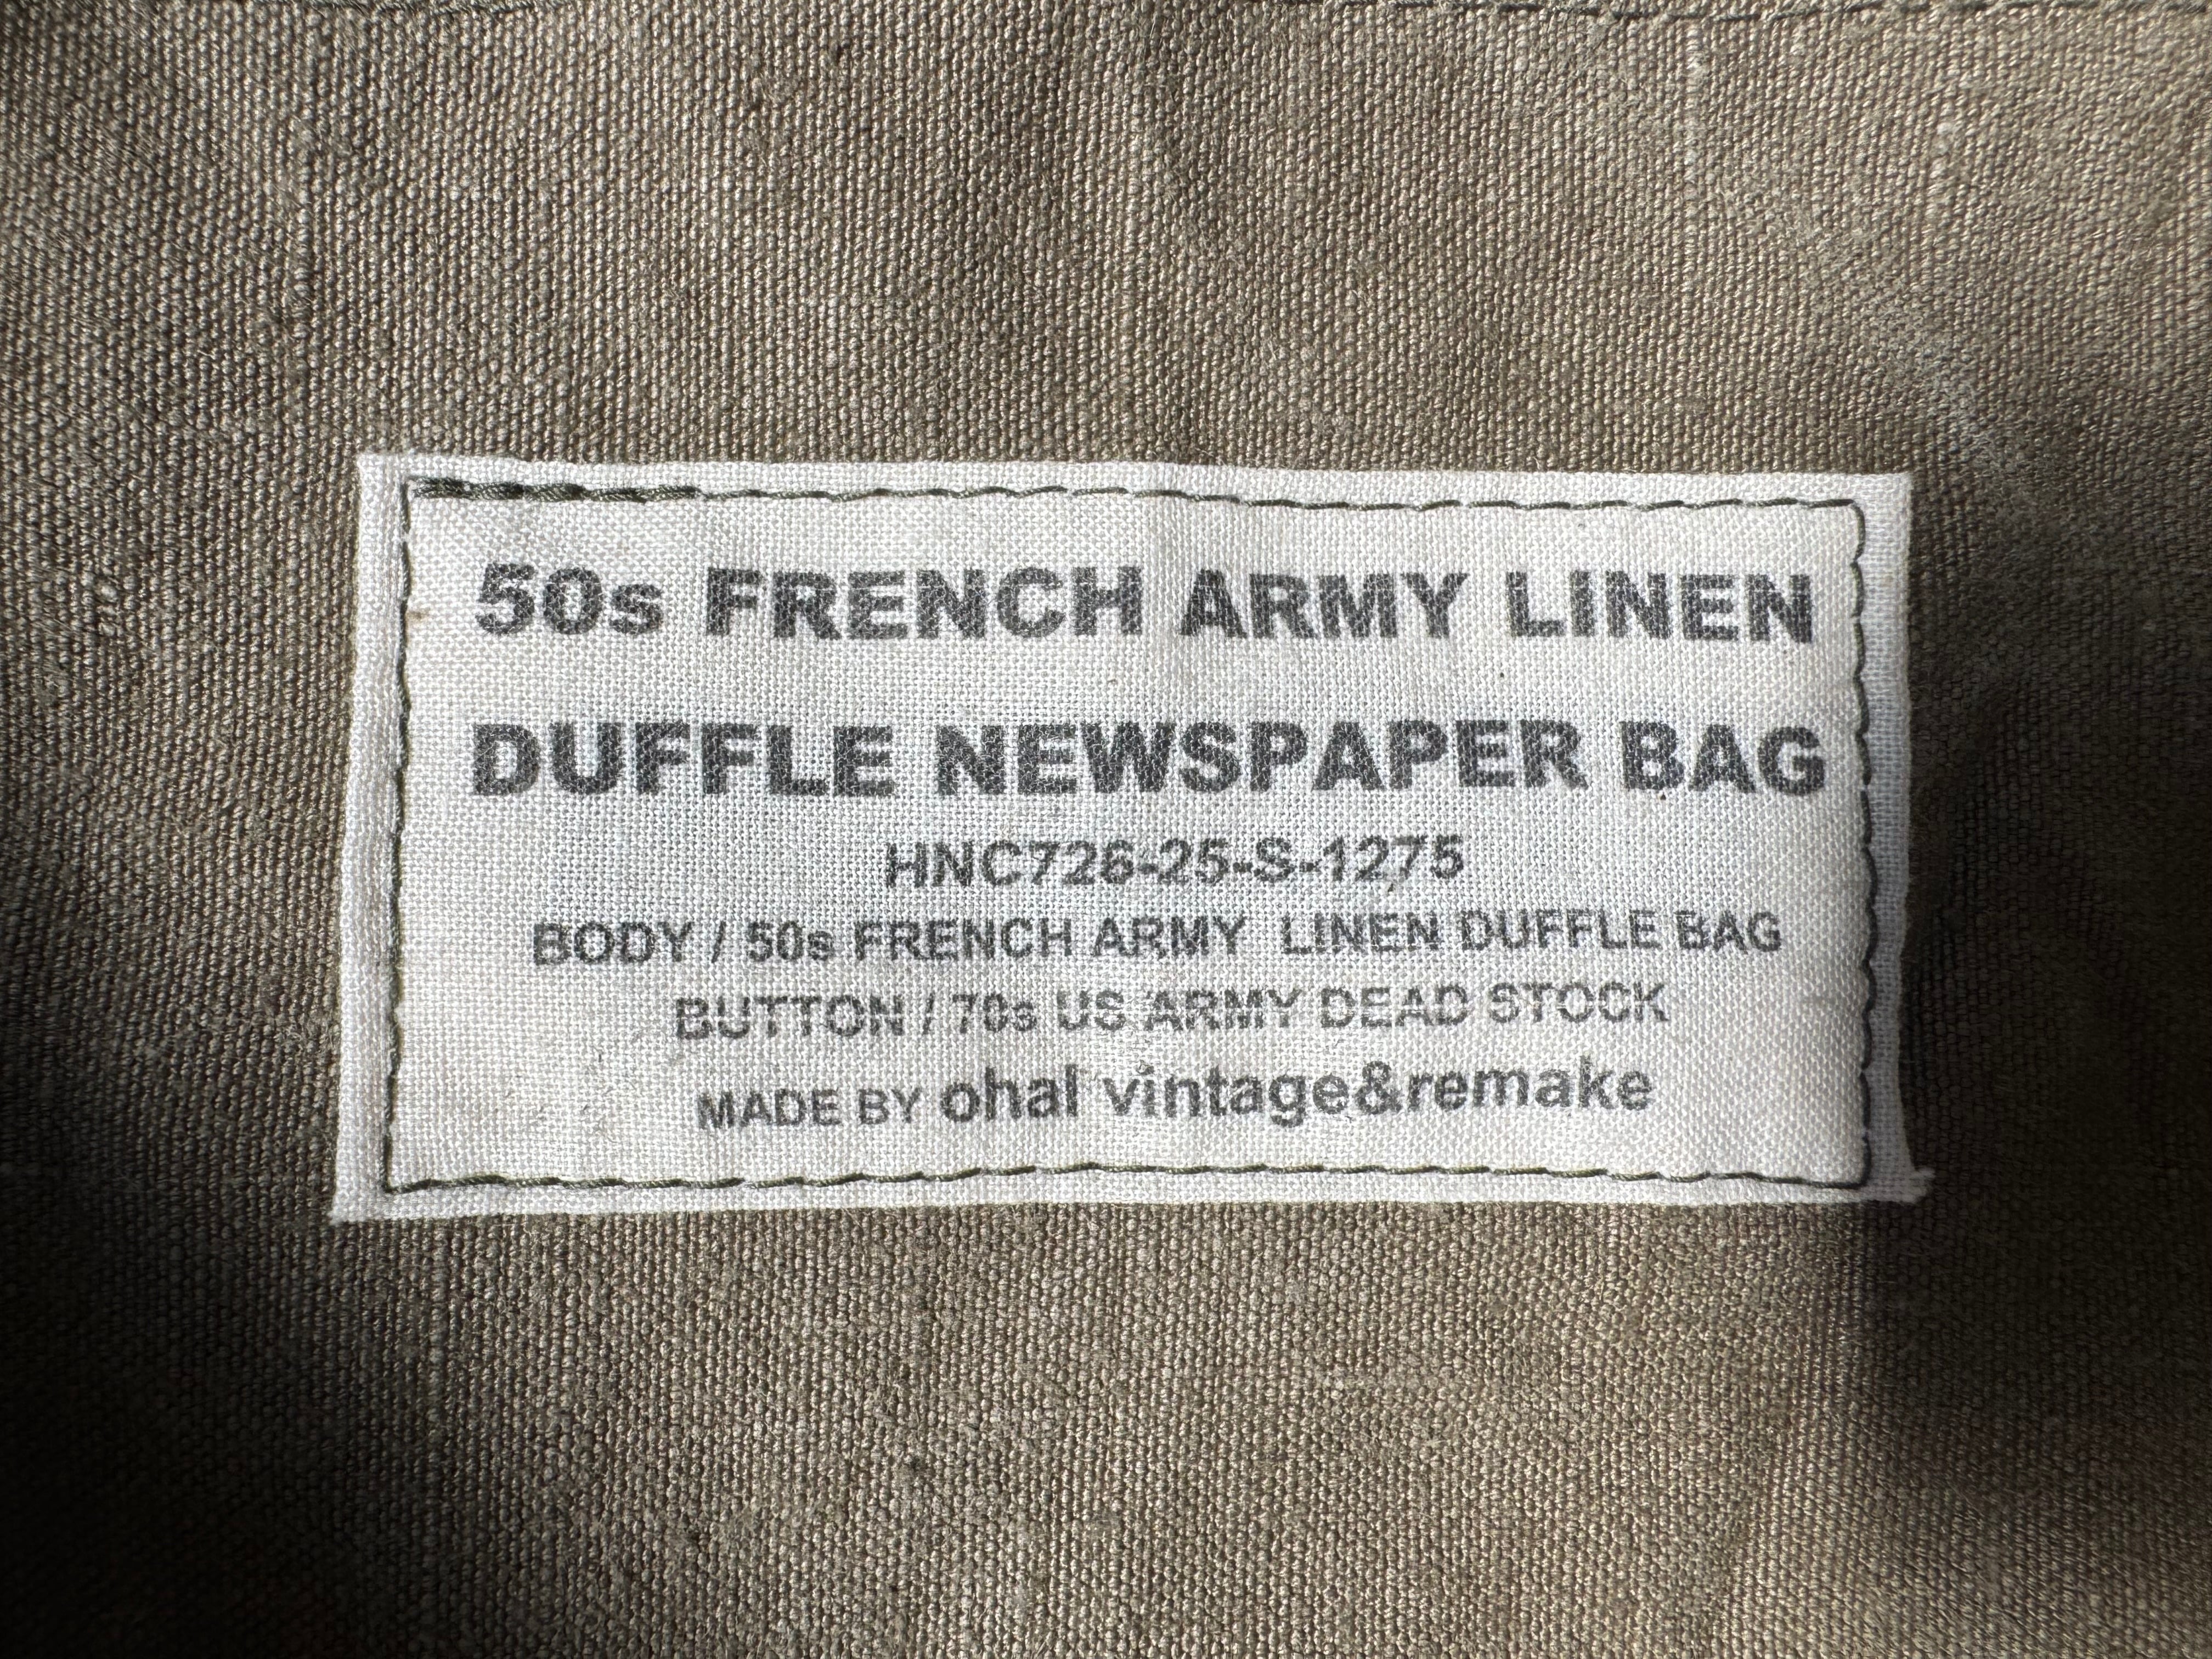 50s FRENCH ARMY LINEN
DUFFLE NEWSPAPER BAG
HNC726-25-S-1275
BODY / 50s FRENCH ARMY LINEN DUFFLE BAG
BUTTON / 70s US ARMY DEAD STOCK
MADE BY ohal vintage&remake